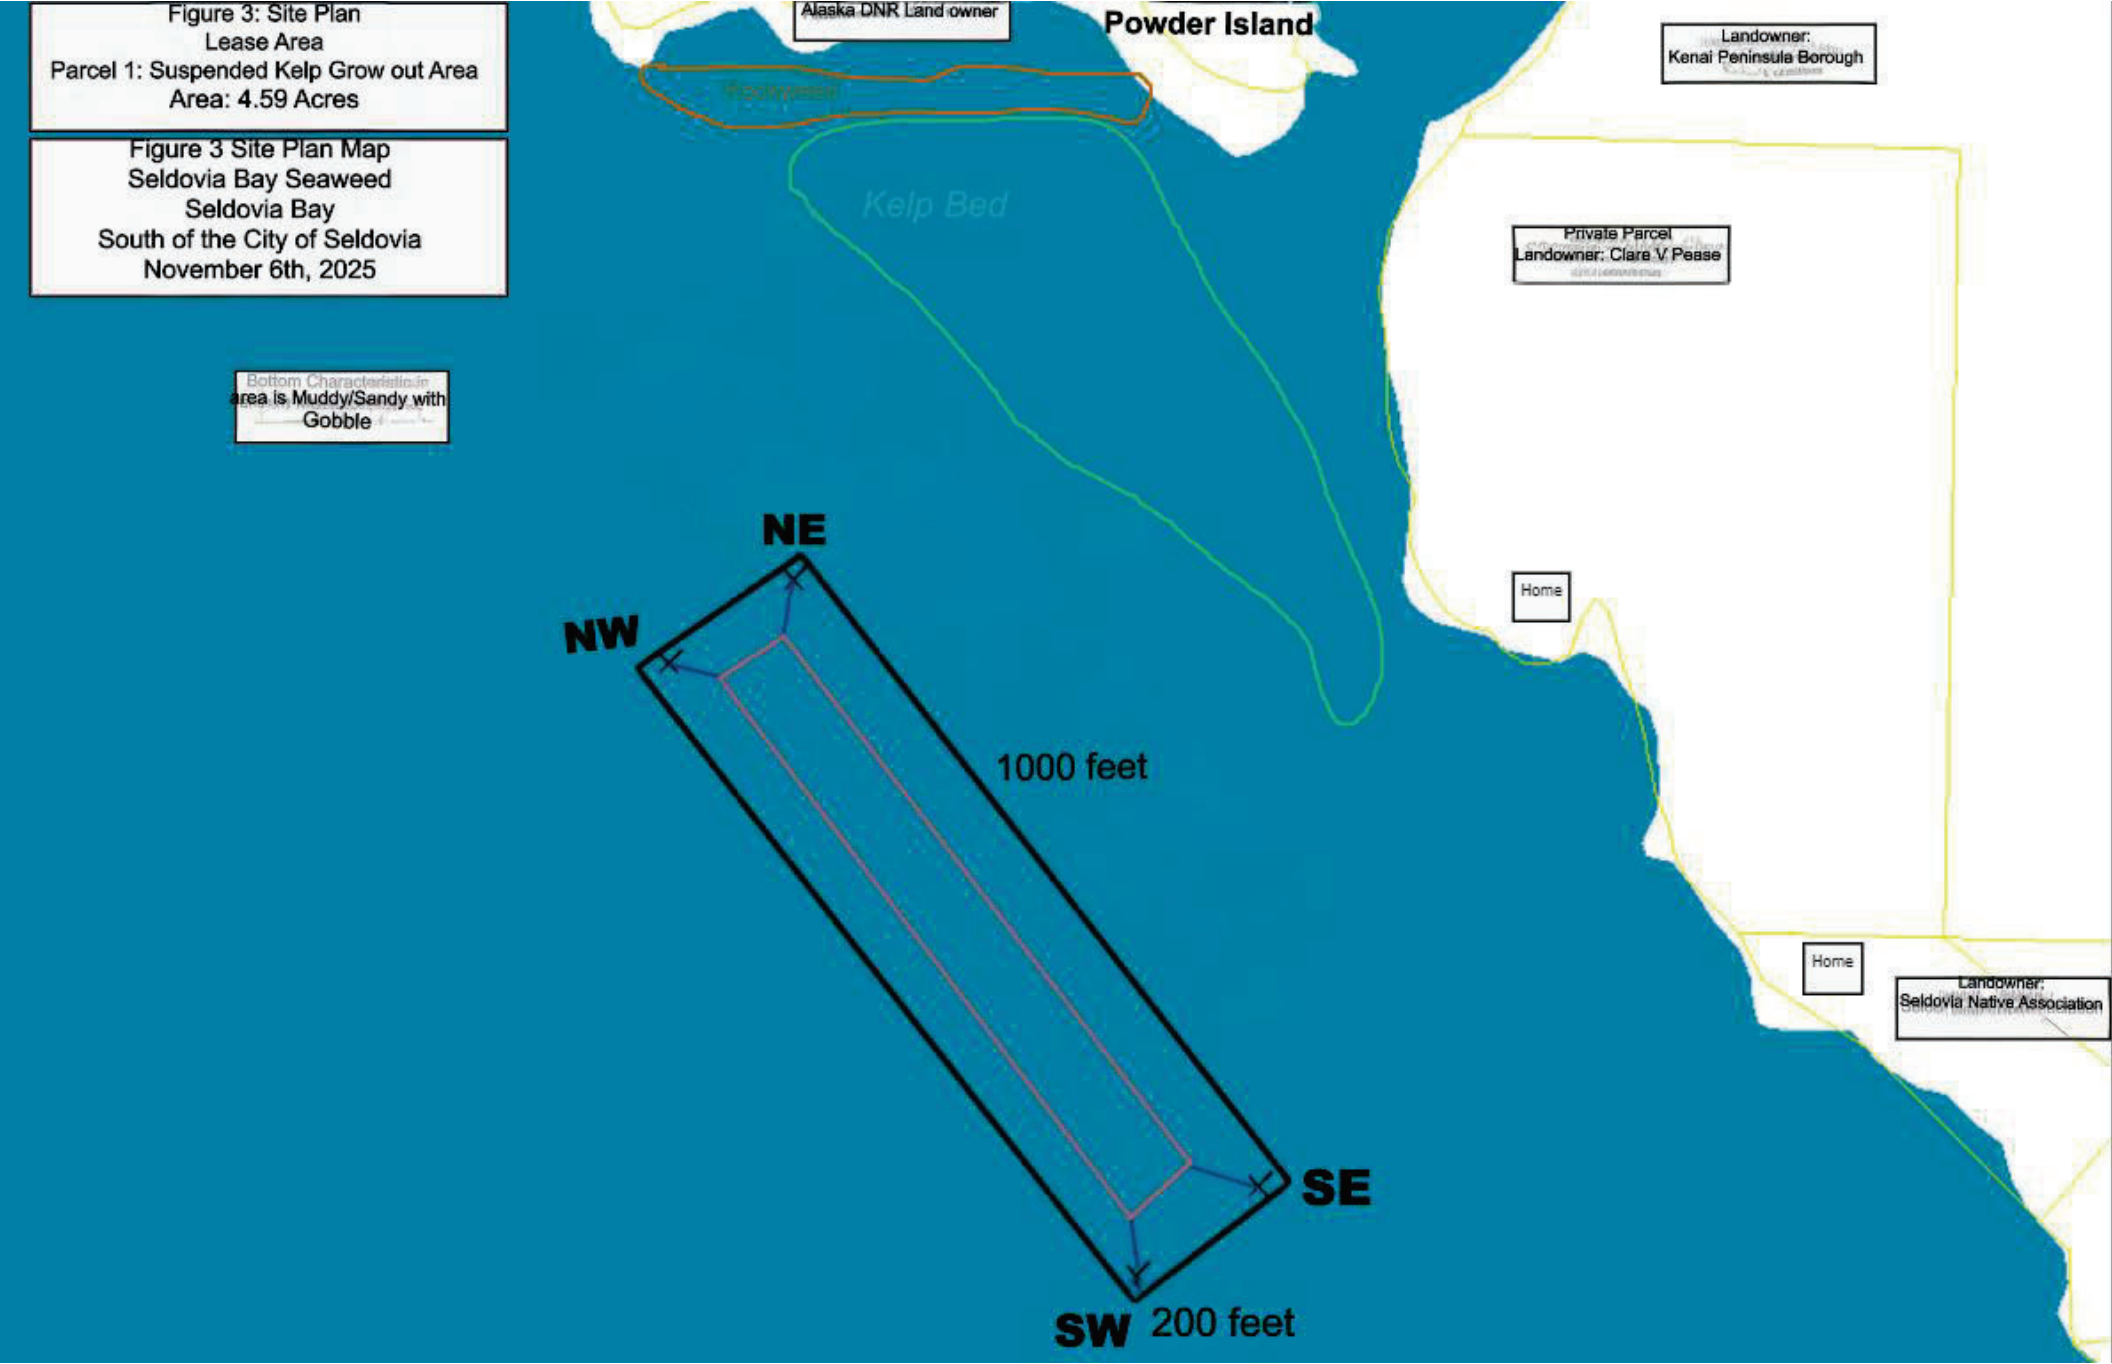 Figure 3: Site Plan
Lease Area
Parcel 1: Suspended Kelp Grow out Area
Area: 4.59 Acres
Figure 3 Site Plan Map
Seldovia Bay Seaweed
Seldovia Bay
South of the City of Seldovia
November 6th, 2025
Alaska DNR Land owner
Powder Island
Landowner:
Kenai Peninsula Borough
Kelp Bed
Private Parcel
Landowner: Clare V Pease
Bottom Characteristic in
area is Muddy/Sandy with
Gobble
NE
NW
Home
1000 feet
Home
Landowner:
Seldovia Native Association
SE
SW
200 feet